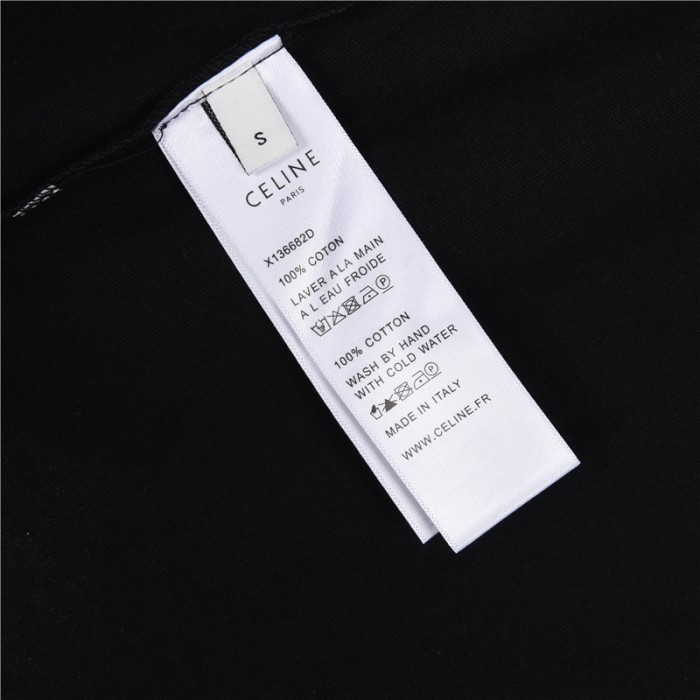 S
CELINE
PARIS
X136682D
100% COTON
LAVER A LA MAIN
A L EAU FROIDE
P
100% COTTON
WASH BY HAND
WITH COLD WATER
P
MADE IN ITALY
WWW.CELINE.FR